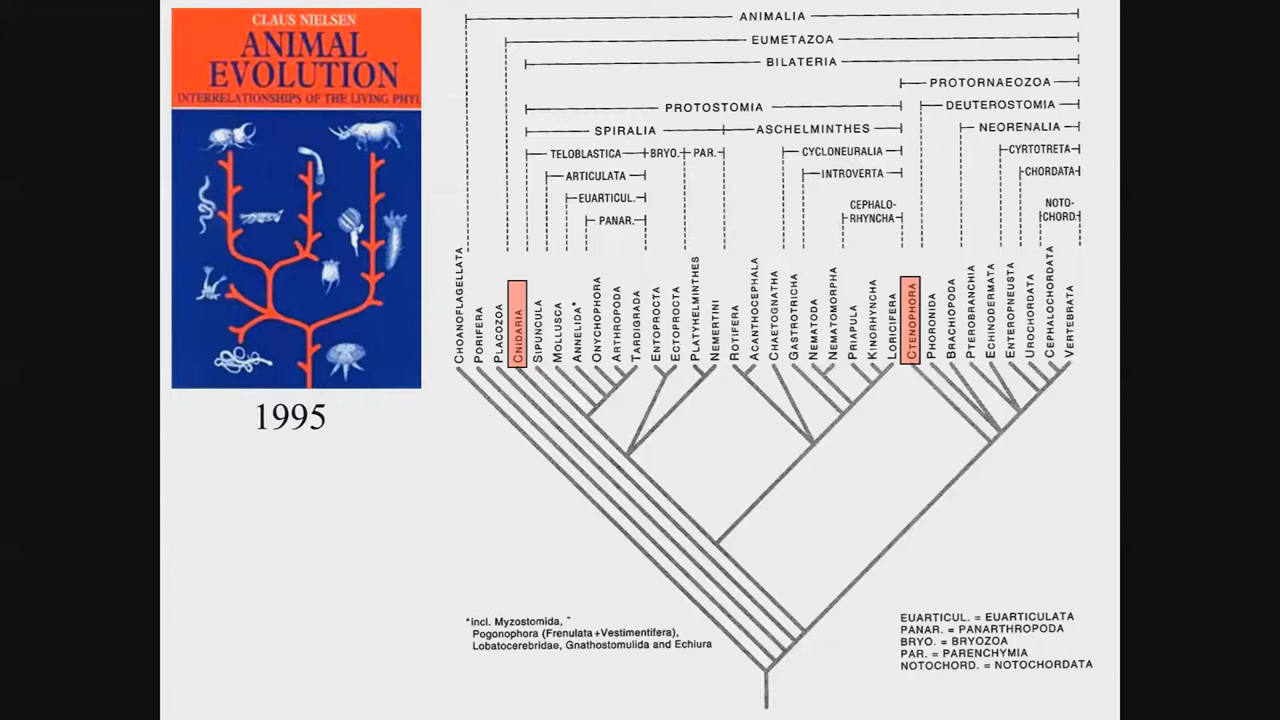 CLAUS NIELSEN
ANIMAL
EVOLUTION
INTERRELATIONSHIPS OF THE LIVING PHYL
1995
ANIMALIA
EUMETAZOA
BILATERIA
PROTORNAEOZOA
PROTOSTOMIA
DEUTEROSTOMIA
SPIRALIA
ASCHELMINTHES
NEORENALIA
TELOBLASTICA
BRYO.
PAR.
CYCLONEURALIA
CYRTOTRETA
ARTICULATA
INTROVERTA
CHORDATA
EUARTICUL.
PANAR.
CEPHALO-
RHYNCHA
NOTO-
CHORD.
CHOANOFLAGELLATA
PORIFERA
PLACOZOA
CNIDARIA
SIPUNCULA
MOLLUSCA
ANNELIDA*
ONYCHOPHORA
ARTHROPODA
TARDIGRADA
ENTOPROCTA
ECTOPROCTA
PLATYHELMINTHES
NEMERTINI
ROTIFERA
ACANTHOCEPHALA
CHAETOGNATHA
GASTROTRICHA
NEMATODA
NEMATOMORPHA
PRIAPULA
KINORHYNCHA
LORICIFERA
CTENOPHORA
PHORONIDA
BRACHIOPODA
PTEROBRANCHIA
ECHINODERMATA
ENTEROPNEUSTA
UROCHORDATA
CEPHALOCHORDATA
VERTEBRATA
*incl. Myzostomida,
Pogonophora (Frenulata+Vestimentifera),
Lobatocerebridae, Gnathostomulida and Echiura
EUARTICUL. = EUARTICULATA
PANAR. = PANARTHROPODA
BRYO. = BRYOZOA
PAR. = PARENCHYMIA
NOTOCHORD. = NOTOCHORDATA